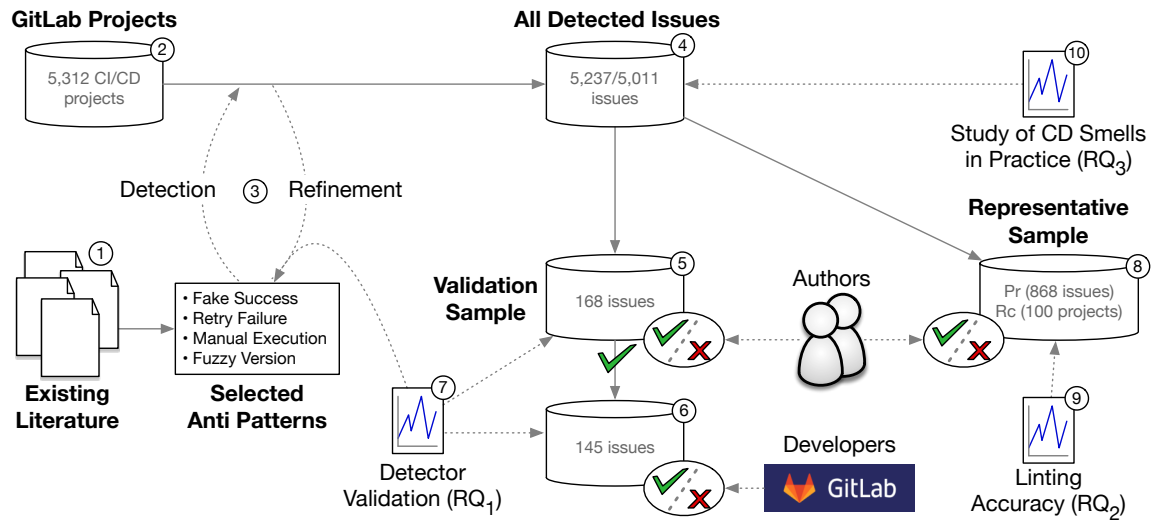 GitLab Projects
2
5,312 CI/CD
projects
All Detected Issues
4
5,237/5,011
issues
10
Study of CD Smells
in Practice (RQ3)
Detection
3
Refinement
1
Existing
Literature
• Fake Success
• Retry Failure
• Manual Execution
• Fuzzy Version
Selected
Anti Patterns
Validation
Sample
5
168 issues
Authors
Representative
Sample
8
Pr (868 issues)
Rc (100 projects)
7
Detector
Validation (RQ1)
6
145 issues
Developers
GitLab
9
Linting
Accuracy (RQ2)